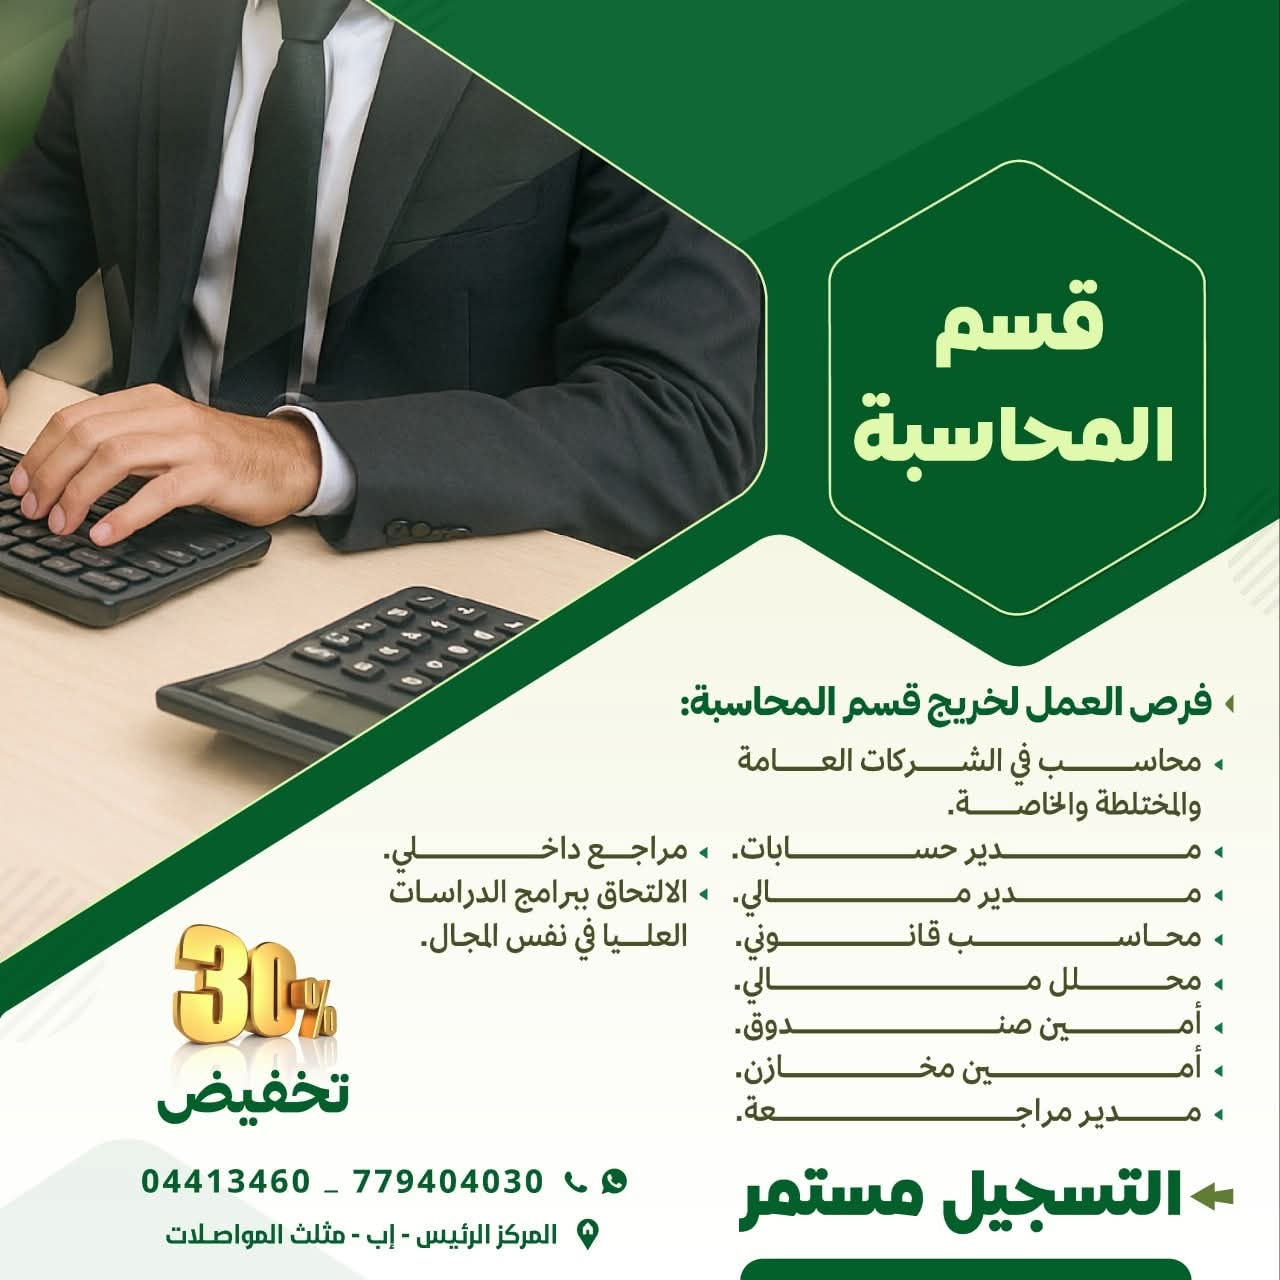 قسم
المحاسبة
فرص العمل لخريج قسم المحاسبة:
محاسب في الشركات العامة
والمختلطة والخاصة.
مدير حسابات.
مدير مالي.
محاسب قانوني.
محلل مالي.
أمين صندوق.
أمين مخازن.
مدير مراجعة.
مراجع داخلي.
الالتحاق ببرامج الدراسات
العليا في نفس المجال.
30%
تخفيض
التسجيل مستمر
779404030 _ 04413460
المركز الرئيس - إب - مثلث المواصلات